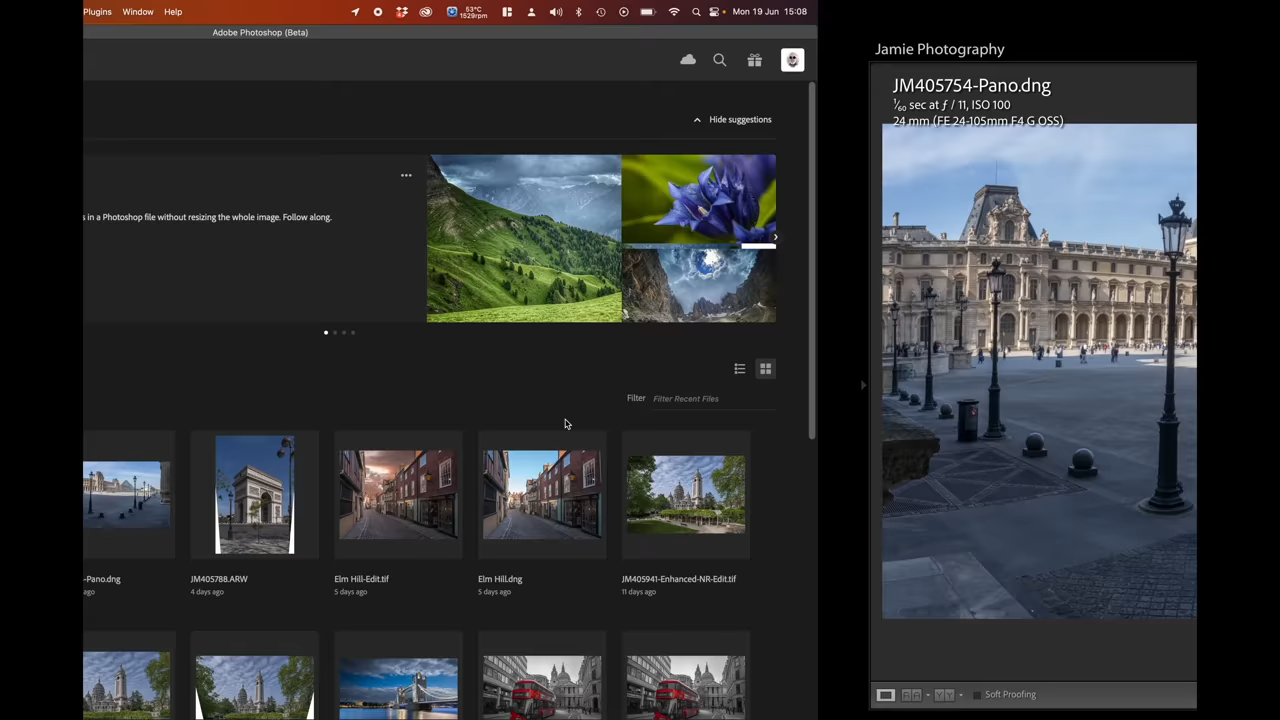 Plugins Window Help 53°C 1529rpm Mon 19 Jun 15:08
Adobe Photoshop (Beta)
Hide suggestions
s in a Photoshop file without resizing the whole image. Follow along.
Filter Filter Recent Files
-Pano.dng JM405788.ARW Elm Hill-Edit.tif Elm Hill.dng JM405941-Enhanced-NR-Edit.tif
ago 4 days ago 5 days ago 5 days ago 11 days ago
Jamie Photography
JM405754-Pano.dng
1/60 sec at ƒ / 11, ISO 100
24 mm (FE 24-105mm F4 G OSS)
Soft Proofing